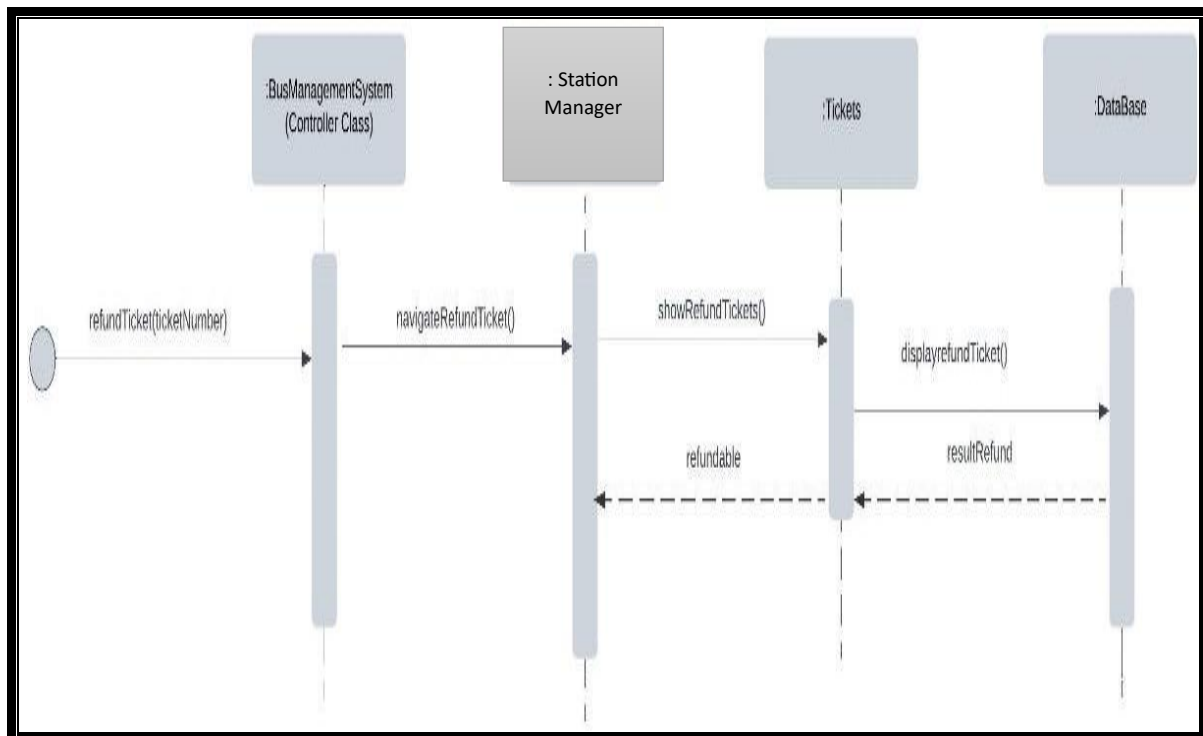 :BusManagementSystem
(Controller Class)
: Station
Manager
:Tickets
:DataBase
refundTicket(ticketNumber)
navigateRefundTicket()
showRefundTickets()
displayrefundTicket()
refundable
resultRefund